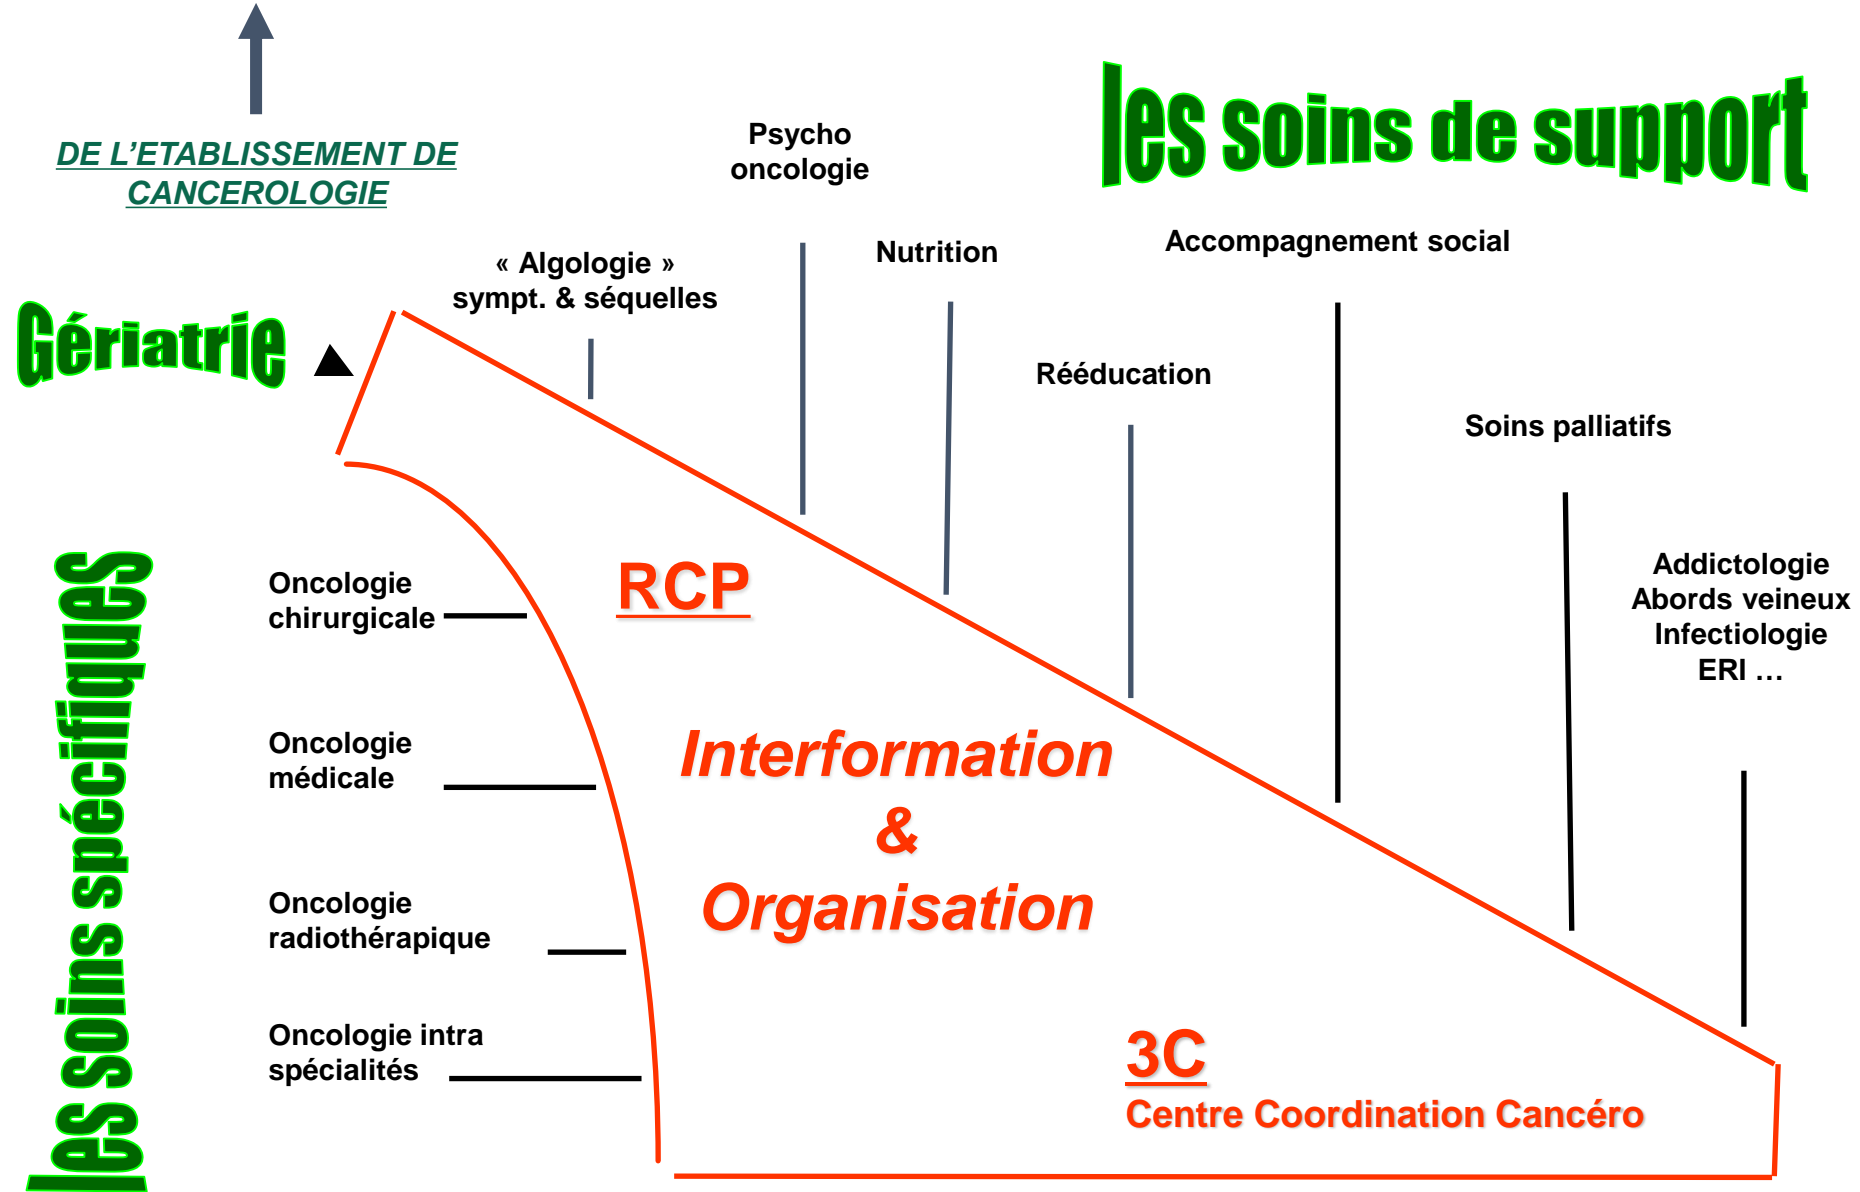 DE L’ETABLISSEMENT DE
CANCEROLOGIE
les soins de support
Psycho
oncologie
Nutrition
Accompagnement social
« Algologie »
sympt. & séquelles
Gériatrie
Rééducation
Soins palliatifs
Addictologie
Abords veineux
Infectiologie
ERI …
les soins spécifiques
Oncologie
chirurgicale
Oncologie
médicale
Oncologie
radiothérapique
Oncologie intra
spécialités
RCP
Interformation
&
Organisation
3C
Centre Coordination Cancéro